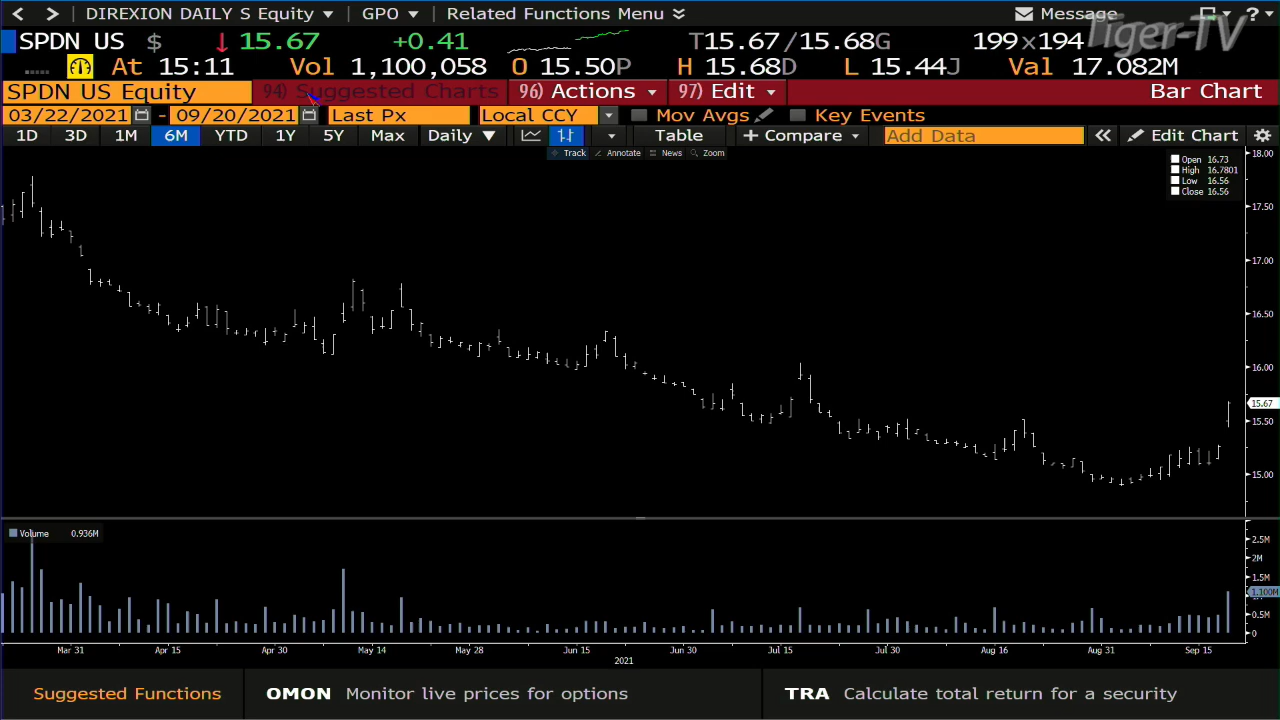 < > DIREXION DAILY S Equity ▾ GPO ▾ Related Functions Menu Message ? ▾
Tiger-TV
SPDN US $ ↓ 15.67 +0.41 T15.67 /15.68G 199x194
At 15:11 Vol 1,100,058 O 15.50P H 15.68D L 15.44J Val 17.082M
SPDN US Equity 94) Suggested Charts 96) Actions ▾ 97) Edit ▾ Bar Chart
03/22/2021 - 09/20/2021 Last Px Local CCY ▾ Mov Avgs Key Events
1D 3D 1M 6M YTD 1Y 5Y Max Daily ▼ Table + Compare ▾ Add Data « Edit Chart
Track Annotate News Zoom
Open 16.73
High 16.7801
Low 16.56
Close 16.56
18.00
17.50
17.00
16.50
16.00
15.67
15.50
15.00
Volume 0.936M
2.5M
2M
1.5M
1.100M
0.5M
0
Mar 31 Apr 15 Apr 30 May 14 May 28 Jun 15 Jun 30 Jul 15 Jul 30 Aug 16 Aug 31 Sep 15
2021
Suggested Functions OMON Monitor live prices for options TRA Calculate total return for a security